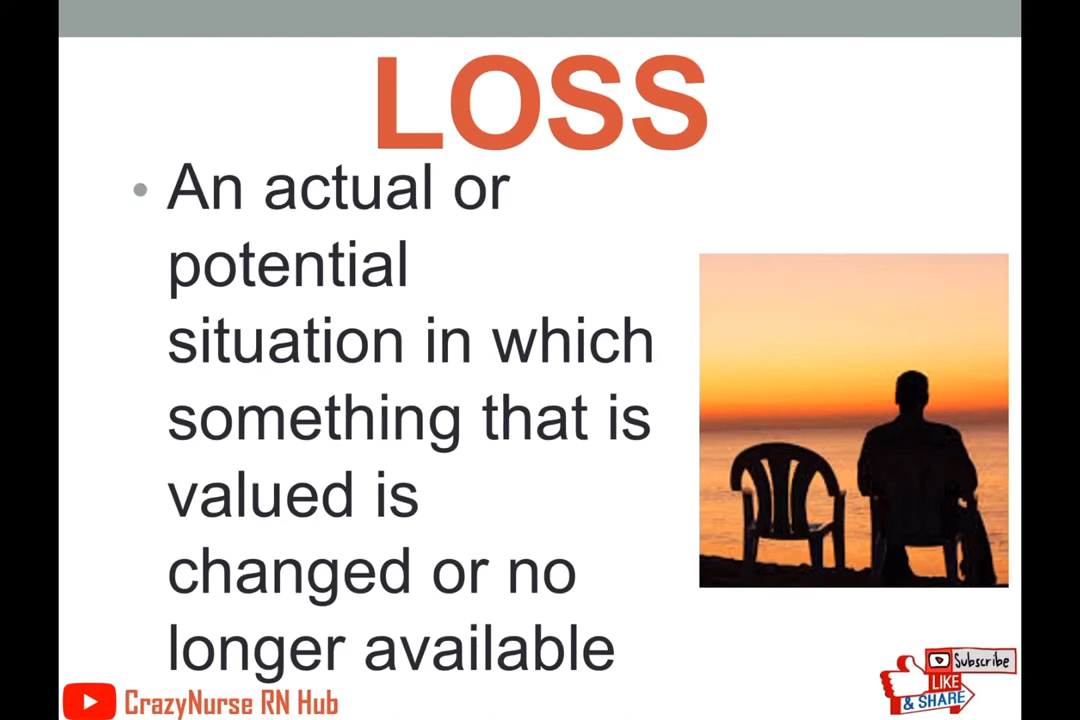 LOSS
• An actual or
potential
situation in which
something that is
valued is
changed or no
longer available
Subscribe
LIKE
& SHARE
CrazyNurse RN Hub